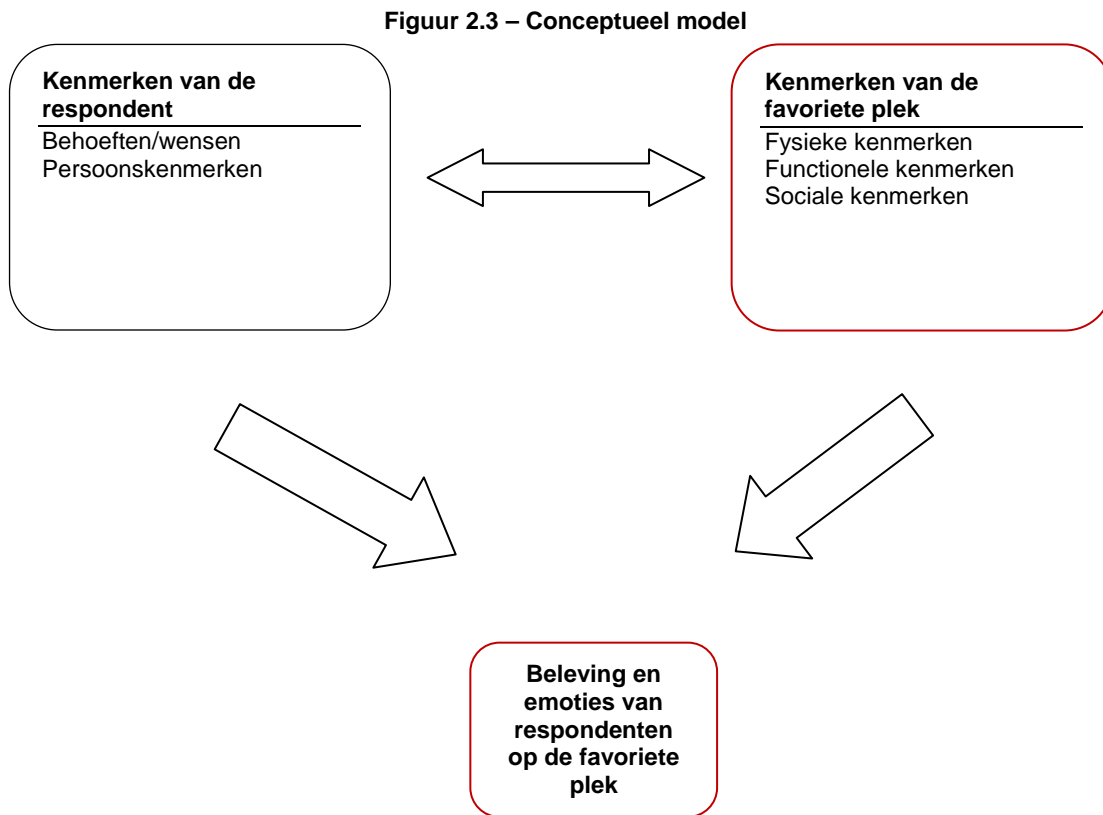 Figuur 2.3 – Conceptueel model
Kenmerken van de
respondent
Behoeften/wensen
Persoonskenmerken
Kenmerken van de
favoriete plek
Fysieke kenmerken
Functionele kenmerken
Sociale kenmerken
Beleving en
emoties van
respondenten
op de favoriete
plek